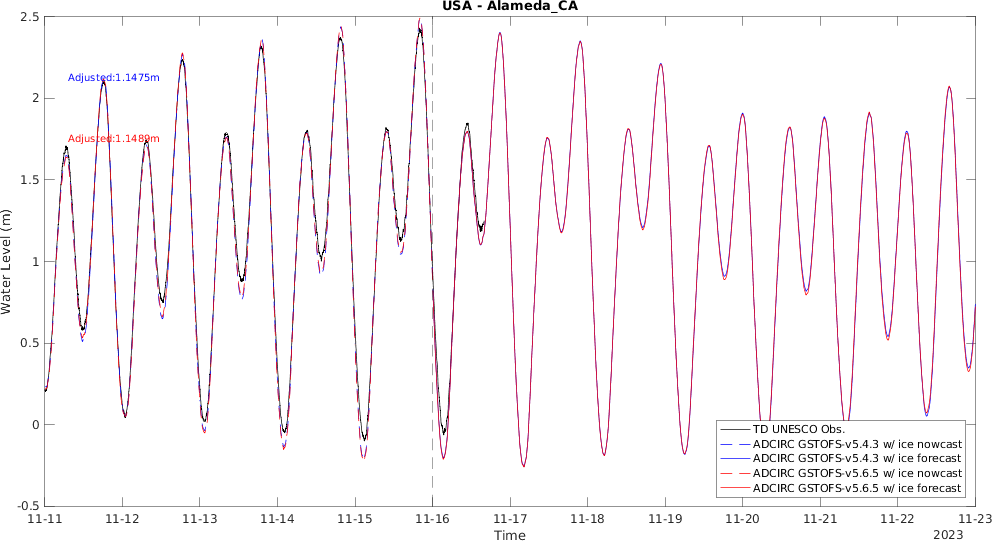 USA - Alameda_CA
2.5
2
1.5
1
0.5
0
-0.5
Water Level (m)
Adjusted:1.1475m
Adjusted:1.1489m
TD UNESCO Obs.
ADCIRC GSTOFS-v5.4.3 w/ ice nowcast
ADCIRC GSTOFS-v5.4.3 w/ ice forecast
ADCIRC GSTOFS-v5.6.5 w/ ice nowcast
ADCIRC GSTOFS-v5.6.5 w/ ice forecast
11-11 11-12 11-13 11-14 11-15 11-16 11-17 11-18 11-19 11-20 11-21 11-22 11-23
Time
2023